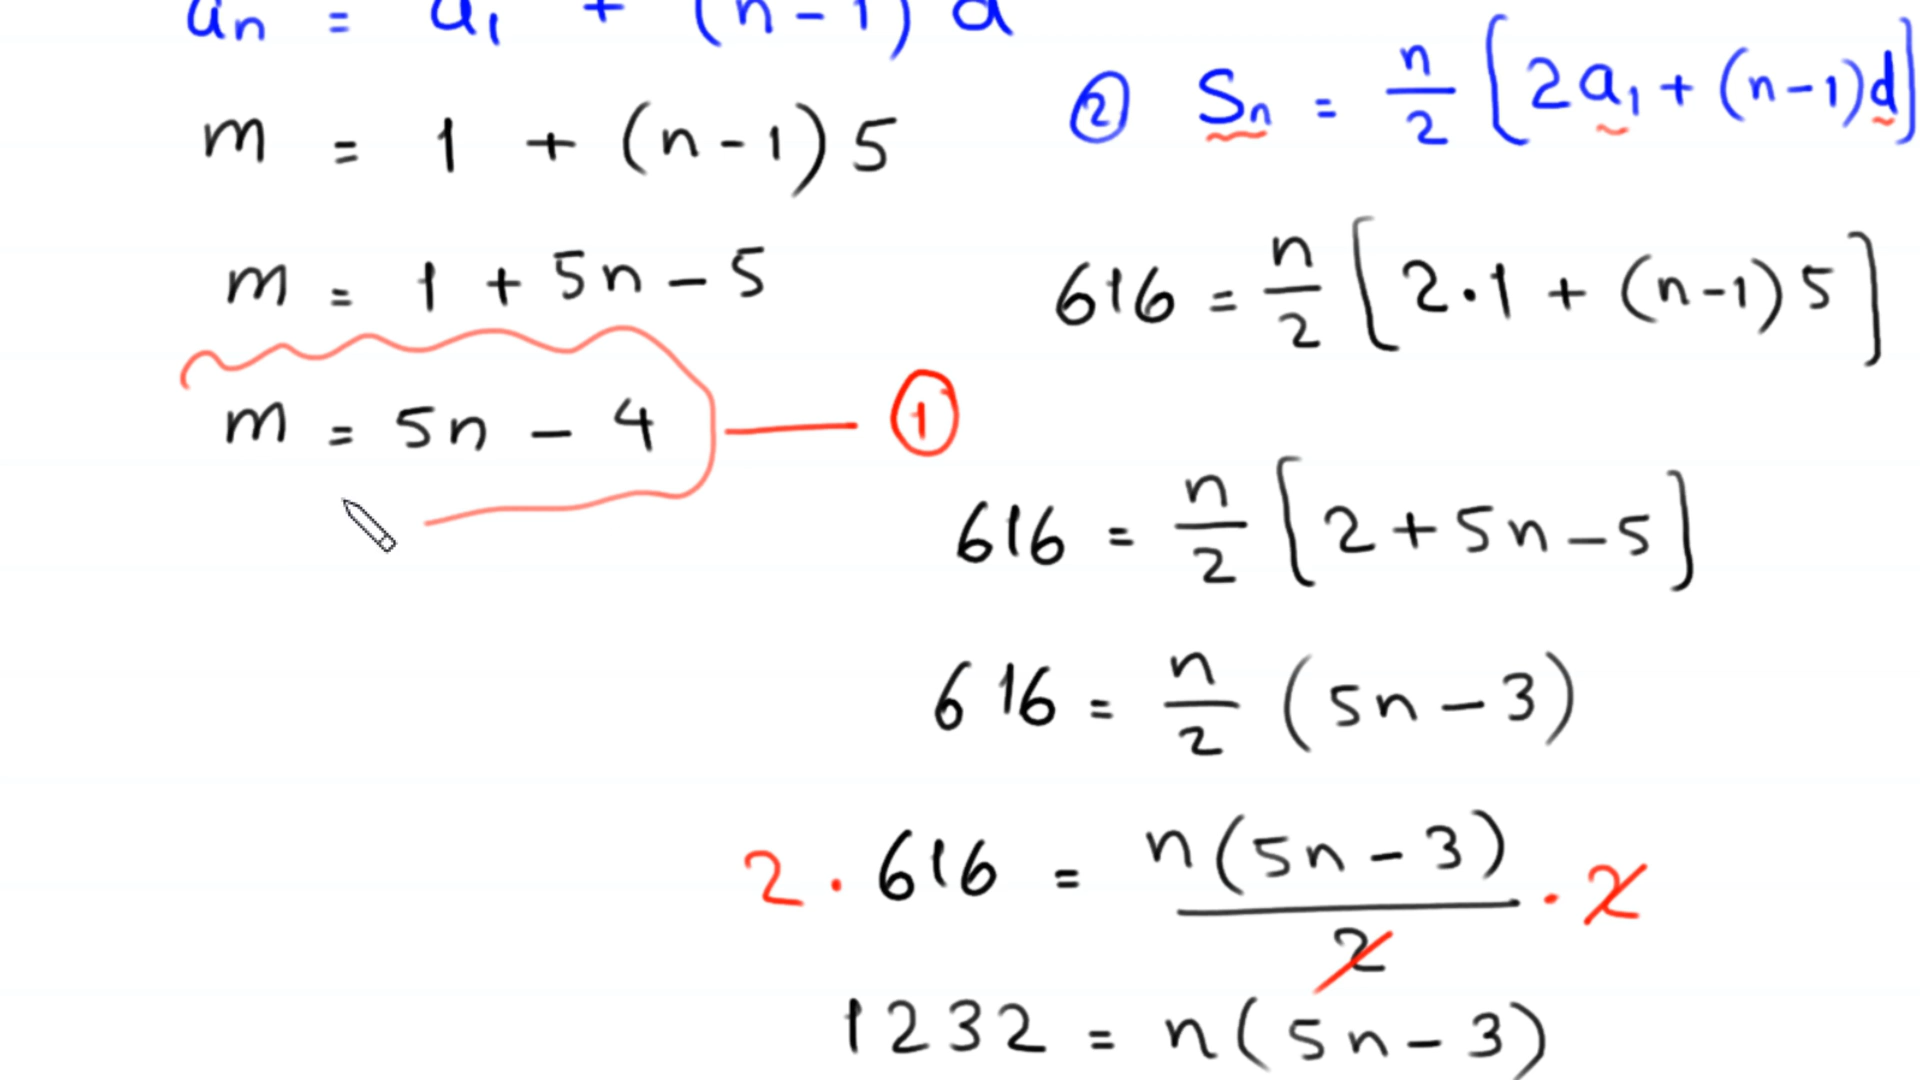 an = a1 + (n-1) d
m = 1 + (n-1) 5
m = 1 + 5n - 5
m = 5n - 4 — ①
② Sn = n/2 [2a1 + (n-1)d]
616 = n/2 [2·1 + (n-1) 5]
616 = n/2 [2 + 5n - 5]
616 = n/2 (5n - 3)
2 · 616 = n(5n - 3)/2 · 2
1232 = n(5n - 3)